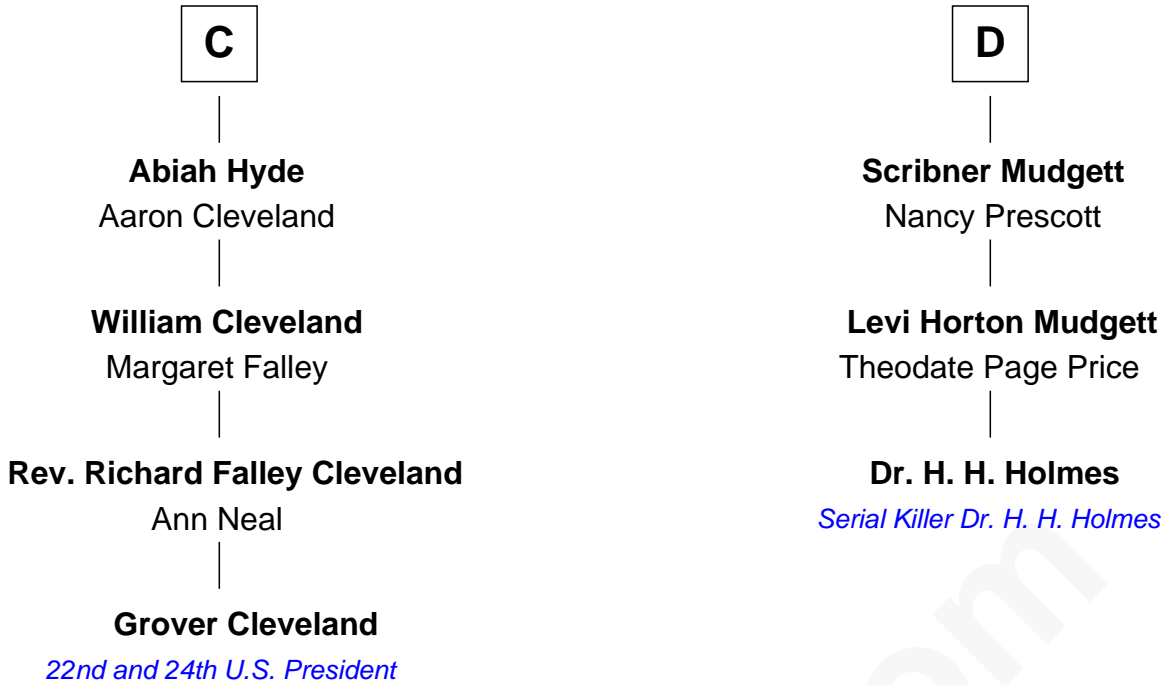 C
Abiah Hyde
Aaron Cleveland
William Cleveland
Margaret Falley
Rev. Richard Falley Cleveland
Ann Neal
Grover Cleveland
22nd and 24th U.S. President
D
Scribner Mudgett
Nancy Prescott
Levi Horton Mudgett
Theodate Page Price
Dr. H. H. Holmes
Serial Killer Dr. H. H. Holmes
om